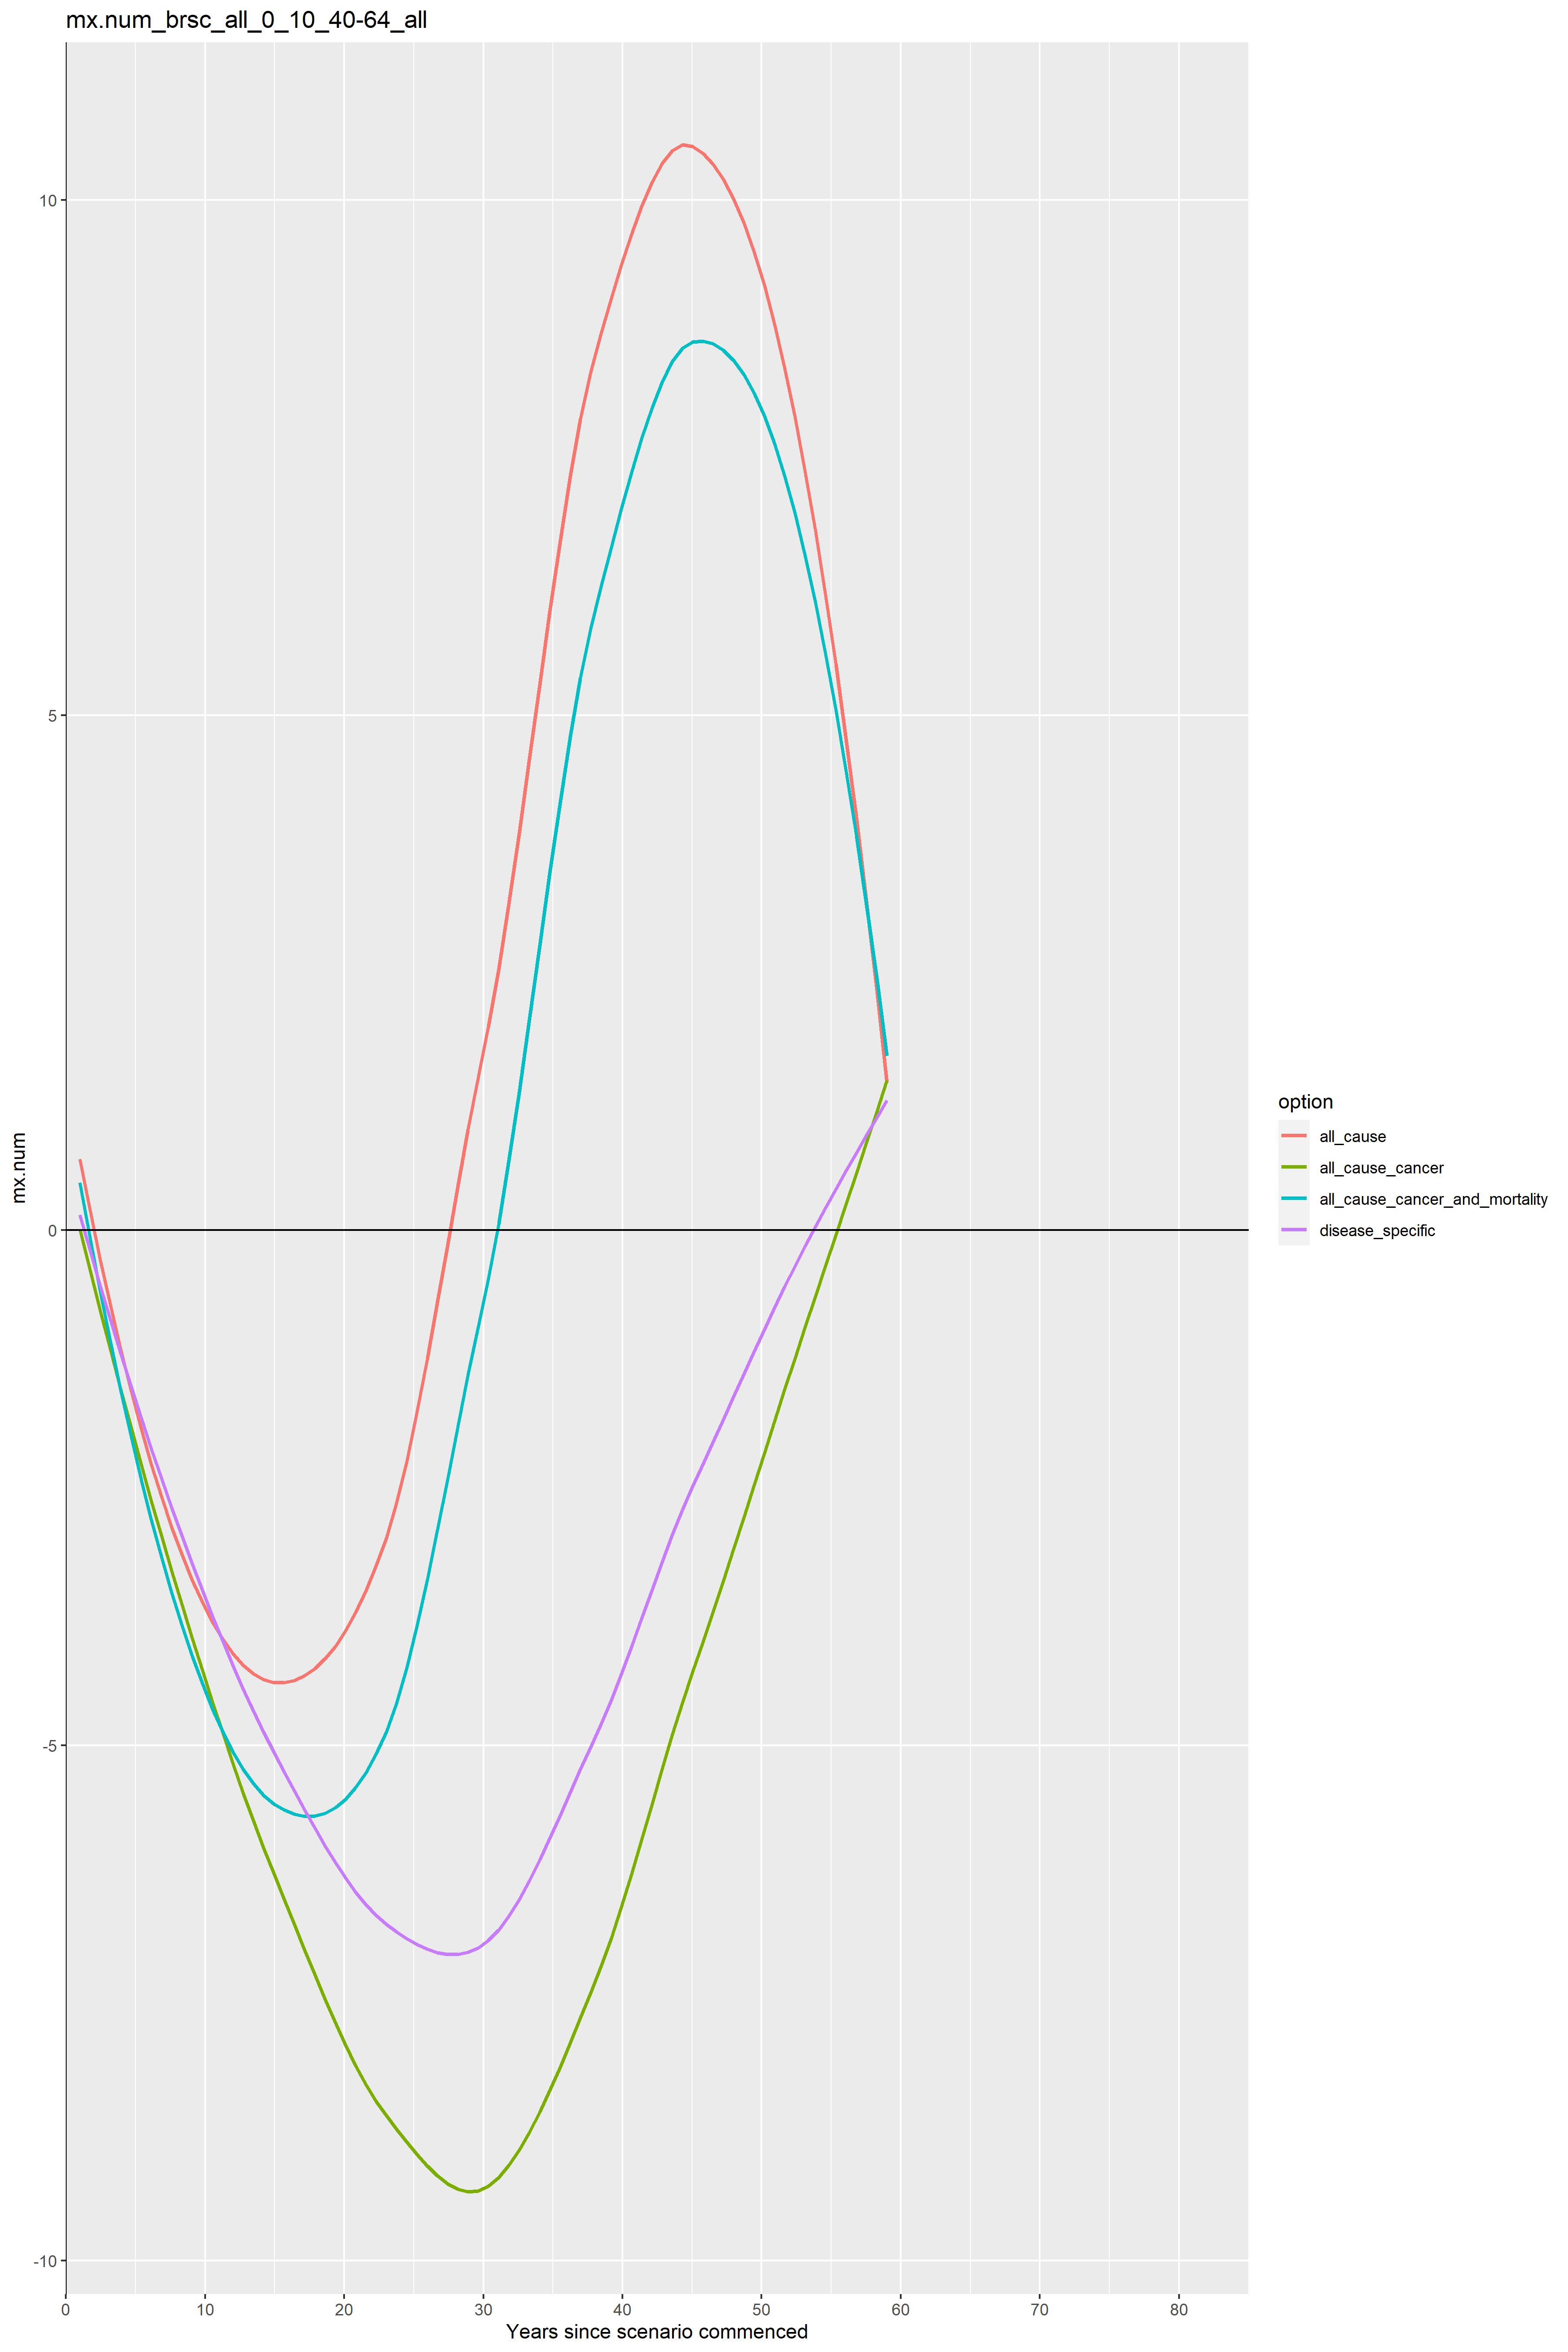 mx.num_brsc_all_0_10_40-64_all
mx.num
10
5
0
-5
-10
0 10 20 30 40 50 60 70 80
Years since scenario commenced
option
all_cause
all_cause_cancer
all_cause_cancer_and_mortality
disease_specific